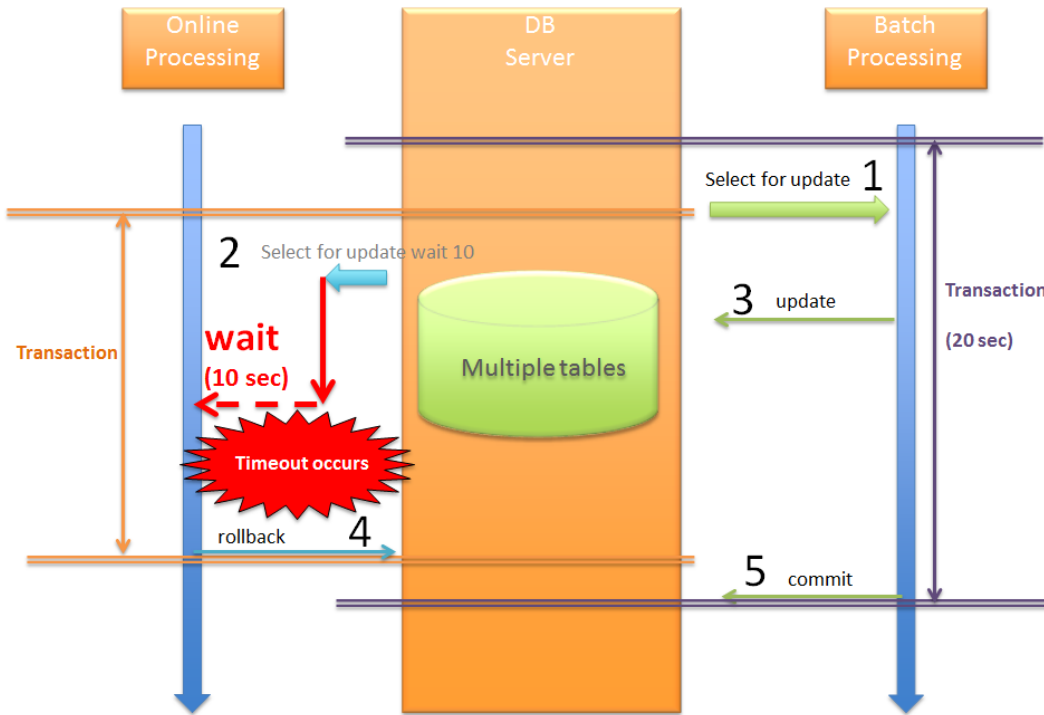 Online
Processing
DB
Server
Batch
Processing
Select for update 1
2 Select for update wait 10
3 update
Transaction
(20 sec)
wait
(10 sec)
Transaction
Multiple tables
Timeout occurs
rollback 4
5 commit